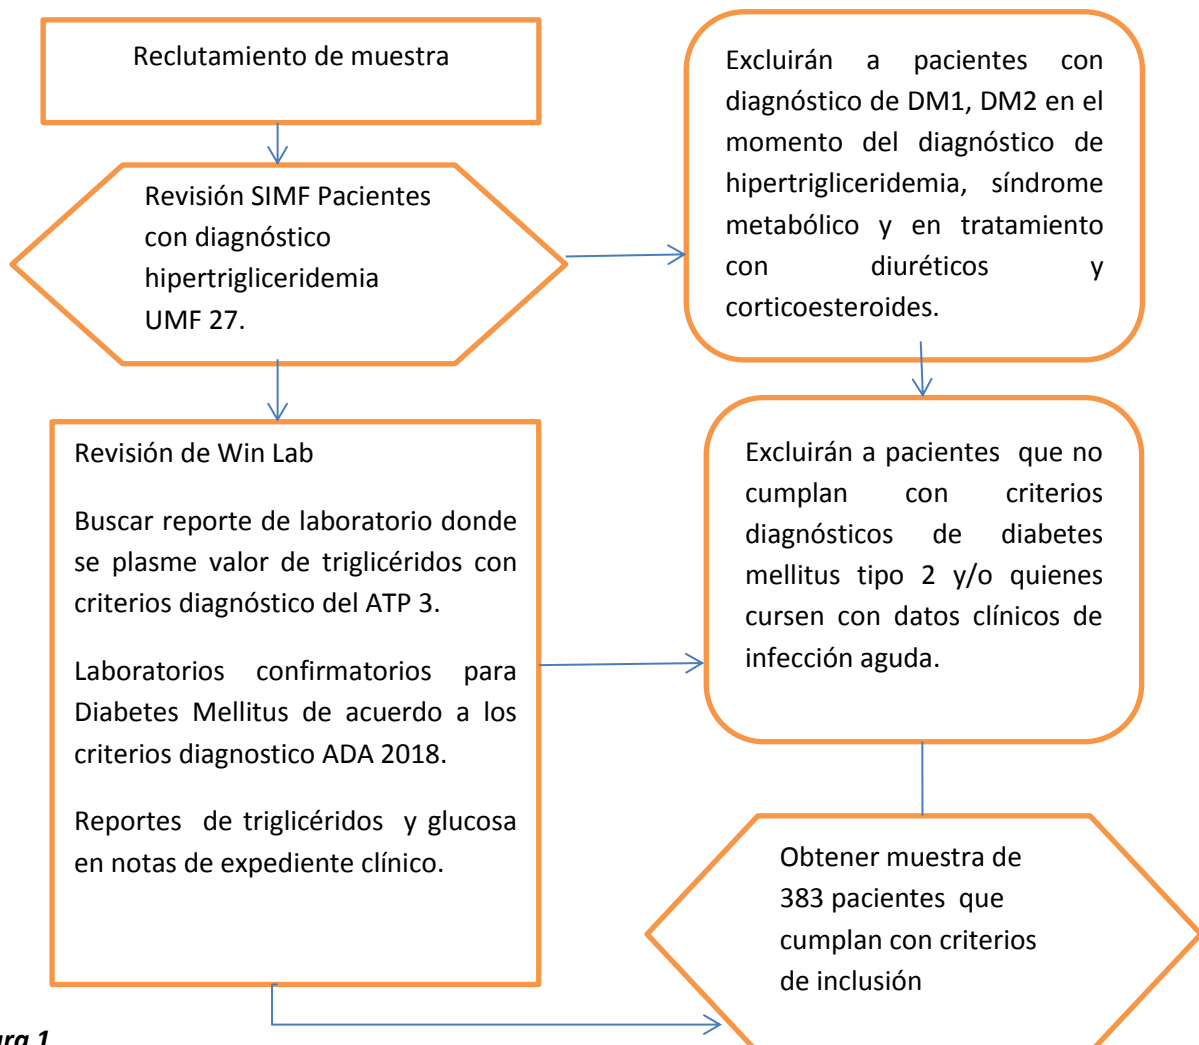 Reclutamiento de muestra
Revisión SIMF Pacientes
con diagnóstico
hipertrigliceridemia
UMF 27.
Excluirán a pacientes con
diagnóstico de DM1, DM2 en el
momento del diagnóstico de
hipertrigliceridemia, síndrome
metabólico y en tratamiento
con diuréticos y
corticoesteroides.
Revisión de Win Lab
Buscar reporte de laboratorio donde
se plasme valor de triglicéridos con
criterios diagnóstico del ATP 3.
Laboratorios confirmatorios para
Diabetes Mellitus de acuerdo a los
criterios diagnostico ADA 2018.
Reportes de triglicéridos y glucosa
en notas de expediente clínico.
Excluirán a pacientes que no
cumplan con criterios
diagnósticos de diabetes
mellitus tipo 2 y/o quienes
cursen con datos clínicos de
infección aguda.
Obtener muestra de
383 pacientes que
cumplan con criterios
de inclusión
1